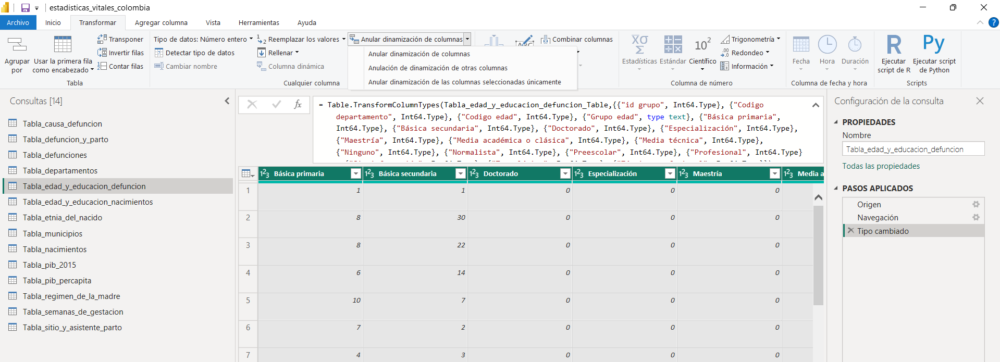 estadisticas_vitales_colombia
Archivo Inicio Transformar Agregar columna Vista Herramientas Ayuda
Agrupar por
Usar la primera fila como encabezado
Transponer
Invertir filas
Contar filas
Tabla
Tipo de datos: Número entero
Detectar tipo de datos
Cambiar nombre
Reemplazar los valores
Rellenar
Columna dinámica
Cualquier columna
Anular dinamización de columnas
Anular dinamización de columnas
Anulación de dinamización de otras columnas
Anular dinamización de las columnas seleccionadas únicamente
Combinar columnas
Estadísticas
Estándar
10²
Científico
Trigonometría
Redondeo
Información
Columna de número
Fecha
Hora
Duración
Columna de fecha y hora
R
Ejecutar script de R
Py
Ejecutar script de Python
Scripts
Consultas [14]
Tabla_causa_defuncion
Tabla_defuncion_y_parto
Tabla_defunciones
Tabla_departamentos
Tabla_edad_y_educacion_defuncion
Tabla_edad_y_educacion_nacimientos
Tabla_etnia_del_nacido
Tabla_municipios
Tabla_nacimientos
Tabla_pib_2015
Tabla_pib_percapita
Tabla_regimen_de_la_madre
Tabla_semanas_de_gestacion
Tabla_sitio_y_asistente_parto
fx
= Table.TransformColumnTypes(Tabla_edad_y_educacion_defuncion_Table,{{"id grupo", Int64.Type}, {"Codigo
departamento", Int64.Type}, {"Codigo edad", Int64.Type}, {"Grupo edad", type text}, {"Básica primaria",
Int64.Type}, {"Básica secundaria", Int64.Type}, {"Doctorado", Int64.Type}, {"Especialización", Int64.Type},
{"Maestría", Int64.Type}, {"Media académica o clásica", Int64.Type}, {"Media técnica", Int64.Type},
{"Ninguno", Int64.Type}, {"Normalista", Int64.Type}, {"Preescolar", Int64.Type}, {"Profesional", Int64.Type}
1²3 Básica primaria 1²3 Básica secundaria 1²3 Doctorado 1²3 Especialización 1²3 Maestría 1²3 Media a
1 1 1 0 0 0
2 8 30 0 0 0
3 8 22 0 0 0
4 6 14 0 0 0
5 10 7 0 0 0
6 7 2 0 0 0
7 4 3 0 0 0
Configuración de la consulta
PROPIEDADES
Nombre
Tabla_edad_y_educacion_defuncion
Todas las propiedades
PASOS APLICADOS
Origen
Navegación
Tipo cambiado